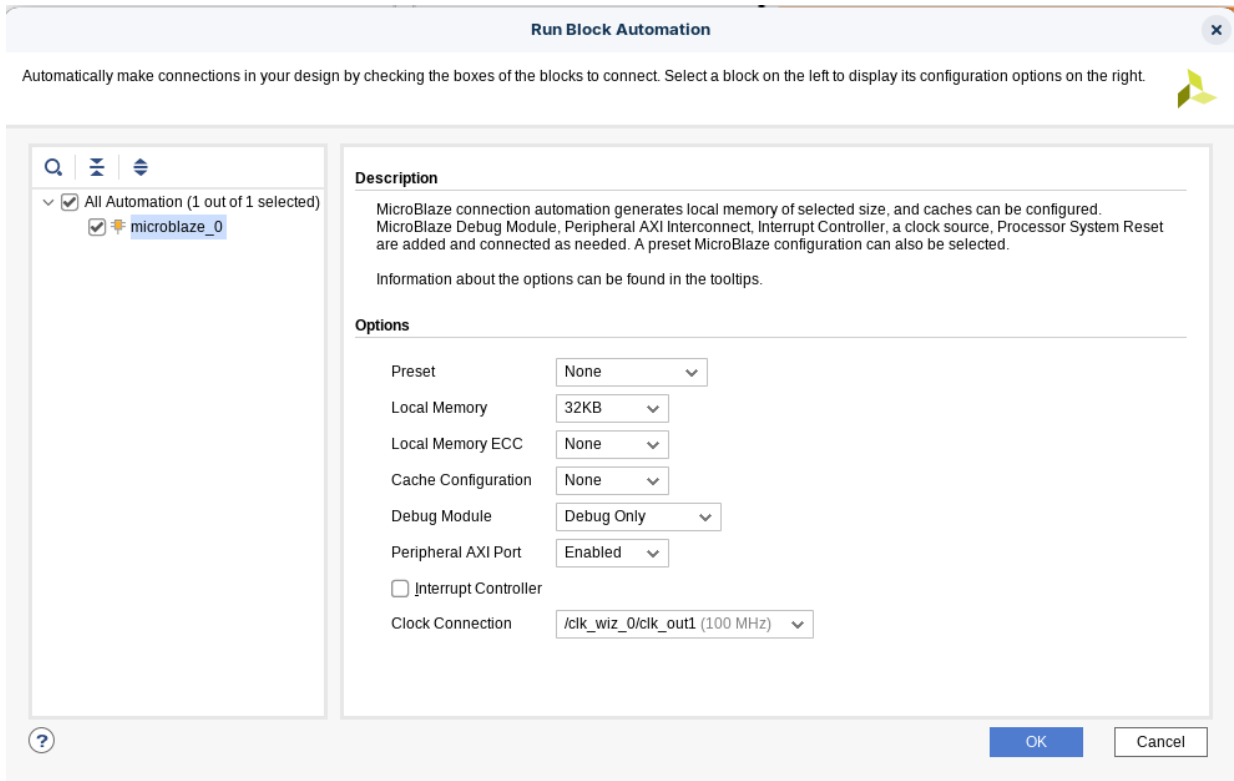 Run Block Automation
Automatically make connections in your design by checking the boxes of the blocks to connect. Select a block on the left to display its configuration options on the right.
All Automation (1 out of 1 selected)
microblaze_0
Description
MicroBlaze connection automation generates local memory of selected size, and caches can be configured.
MicroBlaze Debug Module, Peripheral AXI Interconnect, Interrupt Controller, a clock source, Processor System Reset
are added and connected as needed. A preset MicroBlaze configuration can also be selected.
Information about the options can be found in the tooltips.
Options
Preset None
Local Memory 32KB
Local Memory ECC None
Cache Configuration None
Debug Module Debug Only
Peripheral AXI Port Enabled
Interrupt Controller
Clock Connection /clk_wiz_0/clk_out1 (100 MHz)
? OK Cancel